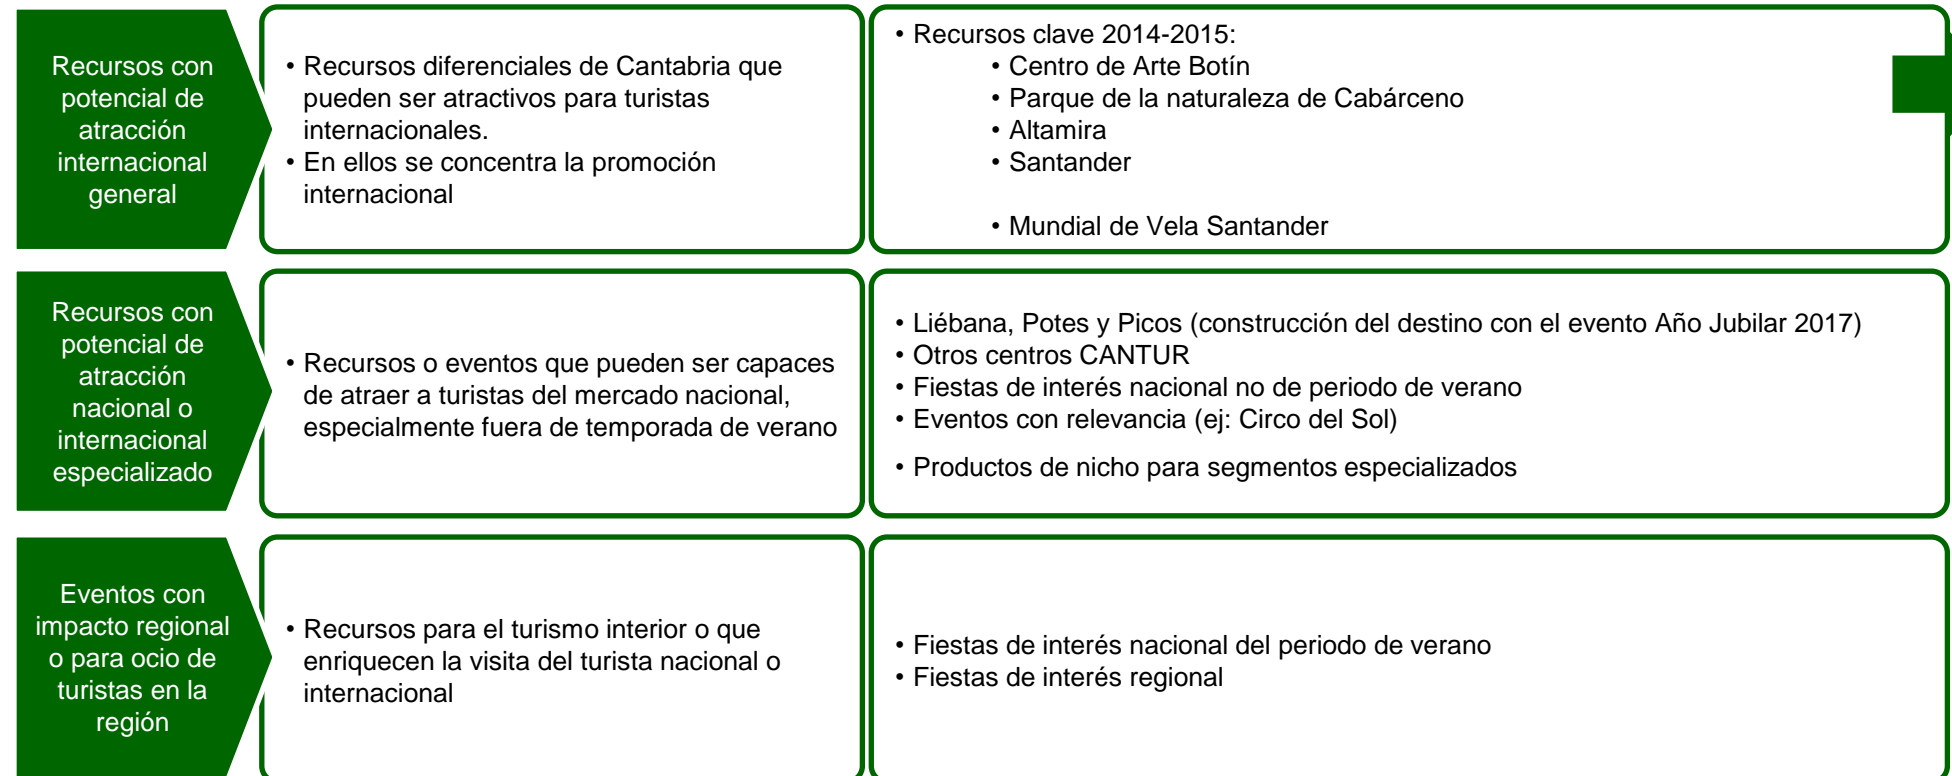 Recursos con
potencial de
atracción
internacional
general
• Recursos diferenciales de Cantabria que
pueden ser atractivos para turistas
internacionales.
• En ellos se concentra la promoción
internacional
• Recursos clave 2014-2015:
• Centro de Arte Botín
• Parque de la naturaleza de Cabárceno
• Altamira
• Santander
• Mundial de Vela Santander
Recursos con
potencial de
atracción
nacional o
internacional
especializado
• Recursos o eventos que pueden ser capaces
de atraer a turistas del mercado nacional,
especialmente fuera de temporada de verano
• Liébana, Potes y Picos (construcción del destino con el evento Año Jubilar 2017)
• Otros centros CANTUR
• Fiestas de interés nacional no de periodo de verano
• Eventos con relevancia (ej: Circo del Sol)
• Productos de nicho para segmentos especializados
Eventos con
impacto regional
o para ocio de
turistas en la
región
• Recursos para el turismo interior o que
enriquecen la visita del turista nacional o
internacional
• Fiestas de interés nacional del periodo de verano
• Fiestas de interés regional